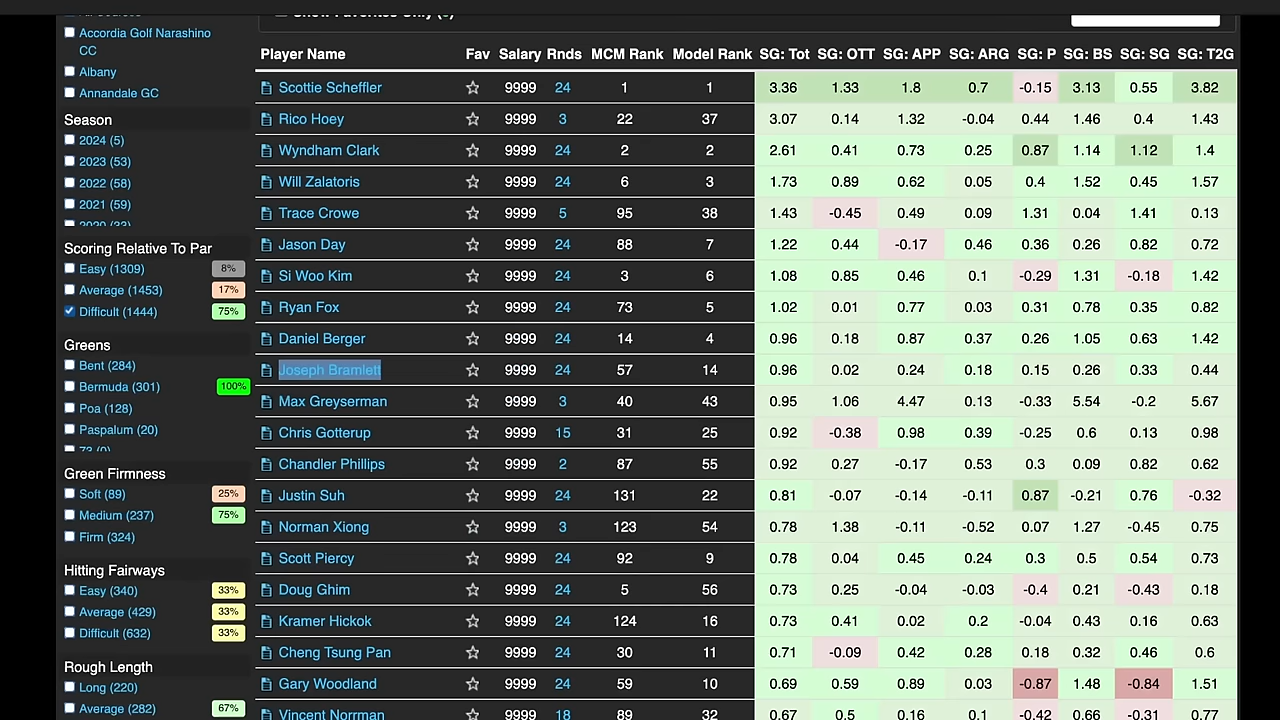 Accordia Golf Narashino
CC
Albany
Annandale GC
Season
2024 (5)
2023 (53)
2022 (58)
2021 (59)
Scoring Relative To Par
Easy (1309) 8%
Average (1453) 17%
Difficult (1444) 75%
Greens
Bent (284)
Bermuda (301) 100%
Poa (128)
Paspalum (20)
Green Firmness
Soft (89) 25%
Medium (237) 75%
Firm (324)
Hitting Fairways
Easy (340) 33%
Average (429) 33%
Difficult (632) 33%
Rough Length
Long (220)
Average (282) 67%
Player Name Fav Salary Rnds MCM Rank Model Rank SG: Tot SG: OTT SG: APP SG: ARG SG: P SG: BS SG: SG SG: T2G
Scottie Scheffler 9999 24 1 1 3.36 1.33 1.8 0.7 -0.15 3.13 0.55 3.82
Rico Hoey 9999 3 22 37 3.07 0.14 1.32 -0.04 0.44 1.46 0.4 1.43
Wyndham Clark 9999 24 2 2 2.61 0.41 0.73 0.25 0.87 1.14 1.12 1.4
Will Zalatoris 9999 24 6 3 1.73 0.89 0.62 0.05 0.4 1.52 0.45 1.57
Trace Crowe 9999 5 95 38 1.43 -0.45 0.49 0.09 1.31 0.04 1.41 0.13
Jason Day 9999 24 88 7 1.22 0.44 -0.17 0.46 0.36 0.26 0.82 0.72
Si Woo Kim 9999 24 3 6 1.08 0.85 0.46 0.1 -0.29 1.31 -0.18 1.42
Ryan Fox 9999 24 73 5 1.02 0.01 0.77 0.03 0.31 0.78 0.35 0.82
Daniel Berger 9999 24 14 4 0.96 0.18 0.87 0.37 0.26 1.05 0.63 1.42
Joseph Bramlett 9999 24 57 14 0.96 0.02 0.24 0.18 0.15 0.26 0.33 0.44
Max Greyserman 9999 3 40 43 0.95 1.06 4.47 0.13 -0.33 5.54 -0.2 5.67
Chris Gotterup 9999 15 31 25 0.92 -0.38 0.98 0.39 -0.25 0.6 0.13 0.98
Chandler Phillips 9999 2 87 55 0.92 0.27 -0.17 0.53 0.3 0.09 0.82 0.62
Justin Suh 9999 24 131 22 0.81 -0.07 -0.14 -0.11 0.87 -0.21 0.76 -0.32
Norman Xiong 9999 3 123 54 0.78 1.38 -0.11 -0.52 0.07 1.27 -0.45 0.75
Scott Piercy 9999 24 92 9 0.78 0.04 0.45 0.24 0.3 0.5 0.54 0.73
Doug Ghim 9999 24 5 56 0.73 0.25 -0.04 -0.03 -0.4 0.21 -0.43 0.18
Kramer Hickok 9999 24 124 16 0.73 0.41 0.02 0.2 -0.04 0.43 0.16 0.63
Cheng Tsung Pan 9999 24 30 11 0.71 -0.09 0.42 0.28 0.18 0.32 0.46 0.6
Gary Woodland 9999 24 59 10 0.69 0.59 0.89 0.03 -0.87 1.48 -0.84 1.51
Vincent Norrman 9999 18 89 32 0.67 0.5 0.16 0.1 -0.42 0.66 -0.31 0.77